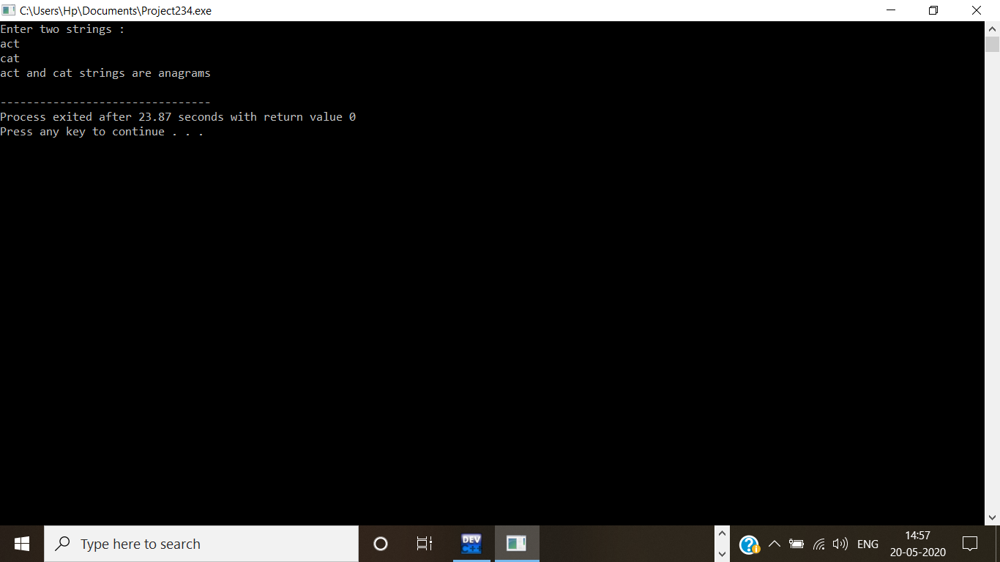 C:\Users\Hp\Documents\Project234.exe
Enter two strings :
act
cat
act and cat strings are anagrams
--------------------------------
Process exited after 23.87 seconds with return value 0
Press any key to continue . . .
Type here to search
DEV
C++
ENG
14:57
20-05-2020